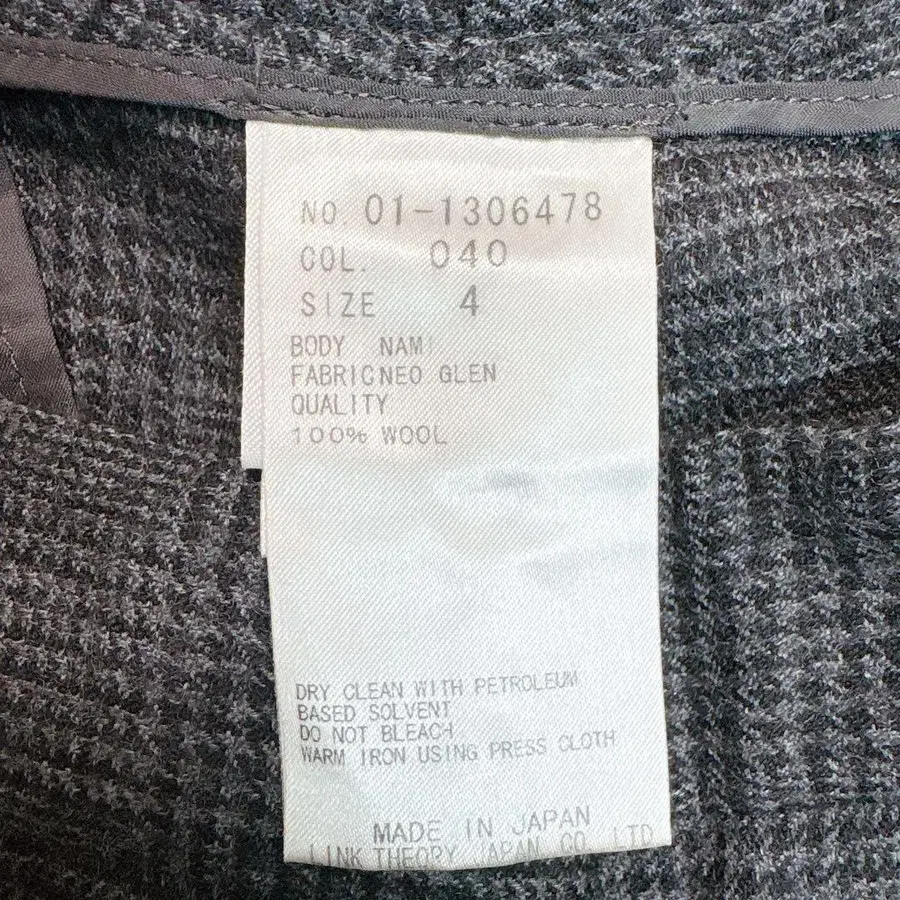 NO. 01-1306478
COL. 040
SIZE 4
BODY NAMI
FABRICNEO GLEN
QUALITY
100% WOOL
DRY CLEAN WITH PETROLEUM
BASED SOLVENT
DO NOT BLEACH
WARM IRON USING PRESS CLOTH
MADE IN JAPAN
LINK THEORY JAPAN CO. LTD